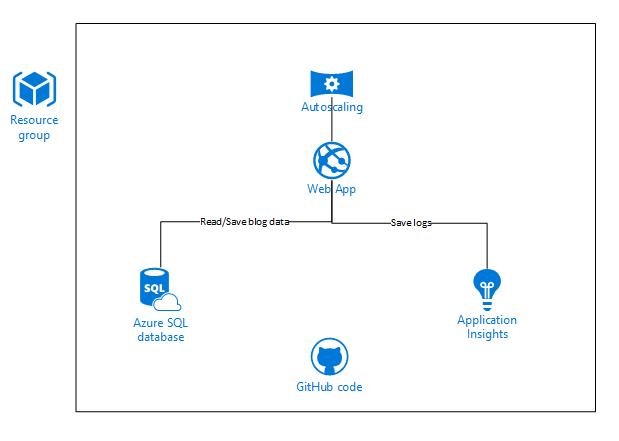 Autoscaling
Resource
group
Web App
Read/Save blog data
Save logs
SQL
Azure SQL
database
Application
Insights
GitHub code